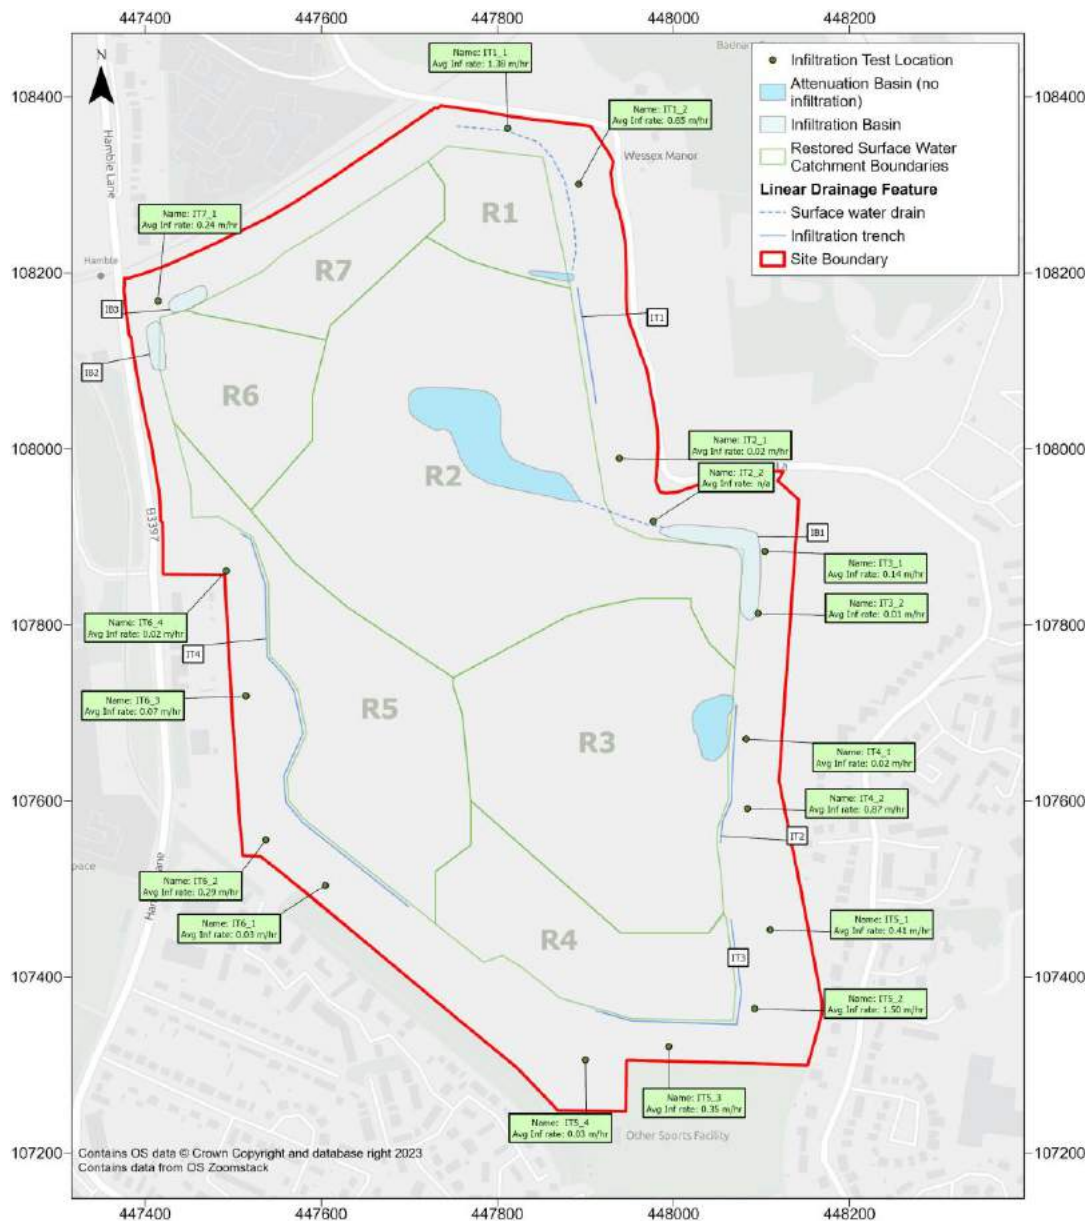 447400 447600 447800 448000 448200
108400
108200
108000
107800
107600
107400
107200
N
Name: IT1_1
Avg Inf rate: 1.38 m/hr
Name: IT1_2
Avg Inf rate: 0.65 m/hr
Wessex Manor
Hamble Lane
Name: IT7_1
Avg Inf rate: 0.24 m/hr
Hamble
Infiltration Test Location
Attenuation Basin (no
infiltration)
Infiltration Basin
Restored Surface Water
Catchment Boundaries
Linear Drainage Feature
Surface water drain
Infiltration trench
Site Boundary
R1
R7
IB3
IT1
IB2
R6
R2
Name: IT2_1
Avg Inf rate: 0.02 m/hr
Name: IT2_2
Avg Inf rate: n/a
B3397
IB1
Name: IT3_1
Avg Inf rate: 0.14 m/hr
Name: IT3_2
Avg Inf rate: 0.01 m/hr
Name: IT6_4
Avg Inf rate: 0.02 m/hr
IT4
Name: IT6_3
Avg Inf rate: 0.07 m/hr
R5
R3
Name: IT4_1
Avg Inf rate: 0.02 m/hr
Name: IT4_2
Avg Inf rate: 0.87 m/hr
IT2
Name: IT6_2
Avg Inf rate: 0.29 m/hr
Name: IT6_1
Avg Inf rate: 0.03 m/hr
R4
IT3
Name: IT5_1
Avg Inf rate: 0.41 m/hr
Name: IT5_2
Avg Inf rate: 1.50 m/hr
Name: IT5_3
Avg Inf rate: 0.35 m/hr
Name: IT5_4
Avg Inf rate: 0.03 m/hr
Other Sports Facility
Contains OS data © Crown Copyright and database right 2023
Contains data from OS Zoomstack
108400
108200
108000
107800
107600
107400
107200
447400 447600 447800 448000 448200